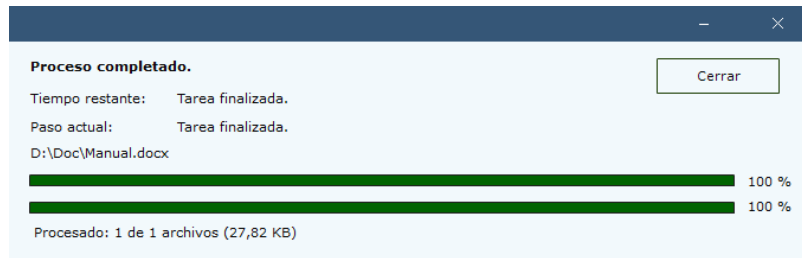 Proceso completado.
Cerrar
Tiempo restante: Tarea finalizada.
Paso actual: Tarea finalizada.
D:\Doc\Manual.docx
100 %
100 %
Procesado: 1 de 1 archivos (27,82 KB)